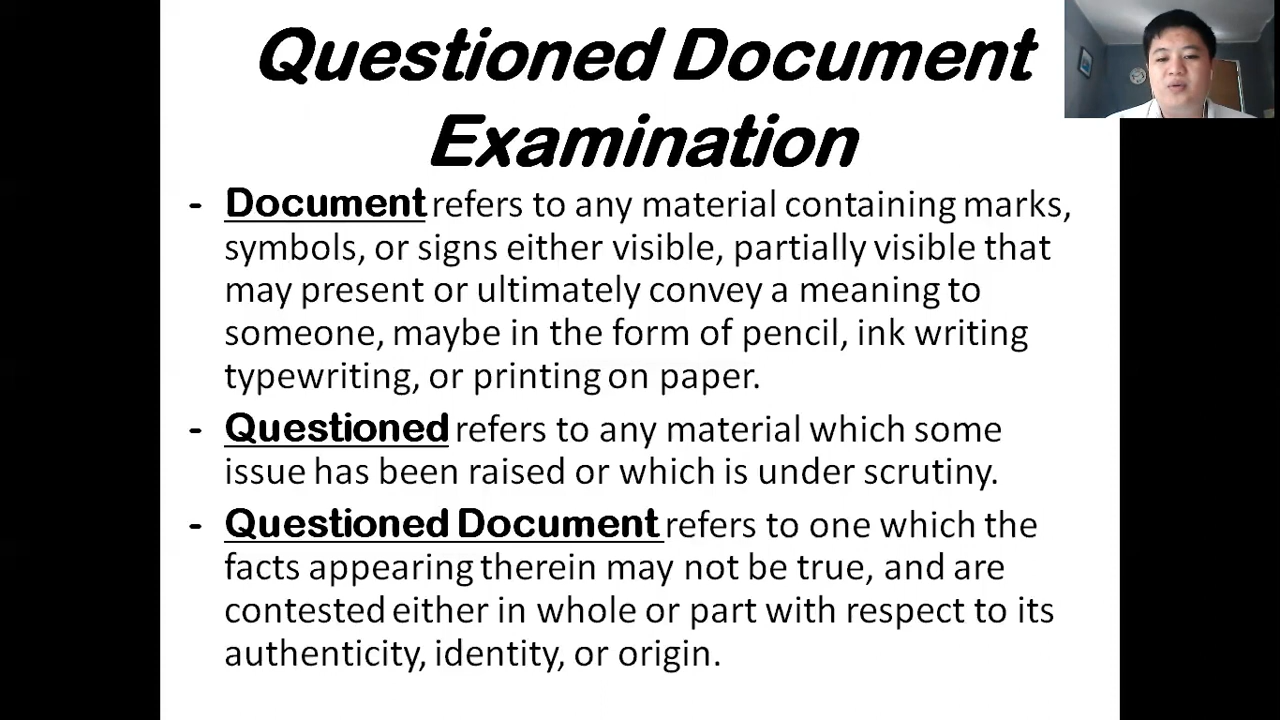 Questioned Document
Examination
- Document refers to any material containing marks,
symbols, or signs either visible, partially visible that
may present or ultimately convey a meaning to
someone, maybe in the form of pencil, ink writing
typewriting, or printing on paper.
- Questioned refers to any material which some
issue has been raised or which is under scrutiny.
- Questioned Document refers to one which the
facts appearing therein may not be true, and are
contested either in whole or part with respect to its
authenticity, identity, or origin.